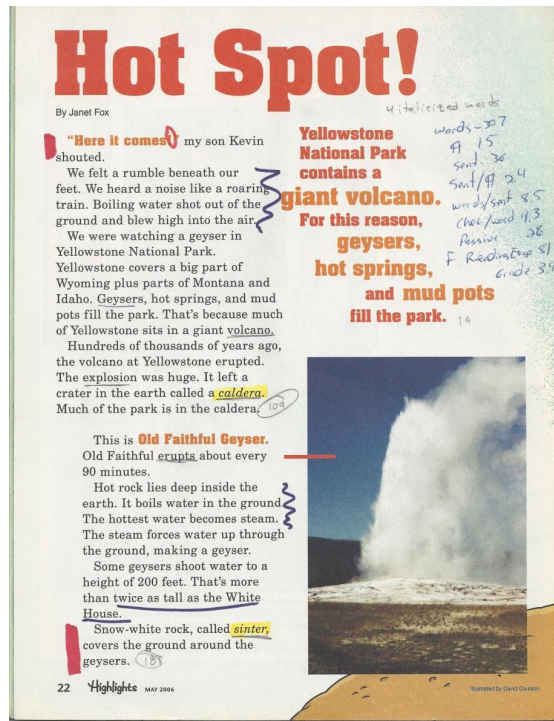 Hot Spot!
By Janet Fox
4 italicized words
"Here it comes!" my son Kevin
shouted.
We felt a rumble beneath our
feet. We heard a noise like a roaring
train. Boiling water shot out of the
ground and blew high into the air.
We were watching a geyser in
Yellowstone National Park.
Yellowstone covers a big part of
Wyoming plus parts of Montana and
Idaho. Geysers, hot springs, and mud
pots fill the park. That's because much
of Yellowstone sits in a giant volcano.
Hundreds of thousands of years ago,
the volcano at Yellowstone erupted.
The explosion was huge. It left a
crater in the earth called a caldera.
Much of the park is in the caldera.
109
Yellowstone
National Park
contains a
giant volcano.
For this reason,
geysers,
hot springs,
and mud pots
fill the park.
19
words - 307
¶ 15
sent. 36
sent/¶ 2.4
words/sent 8.5
Char/word 4.3
Passive
F Reading Ease 81
Grade 3.4
This is Old Faithful Geyser.
Old Faithful erupts about every
90 minutes.
Hot rock lies deep inside the
earth. It boils water in the ground.
The hottest water becomes steam.
The steam forces water up through
the ground, making a geyser.
Some geysers shoot water to a
height of 200 feet. That's more
than twice as tall as the White
House.
Snow-white rock, called sinter,
covers the ground around the
geysers.
22 Highlights MAY 2006
Illustrated by David Coulson